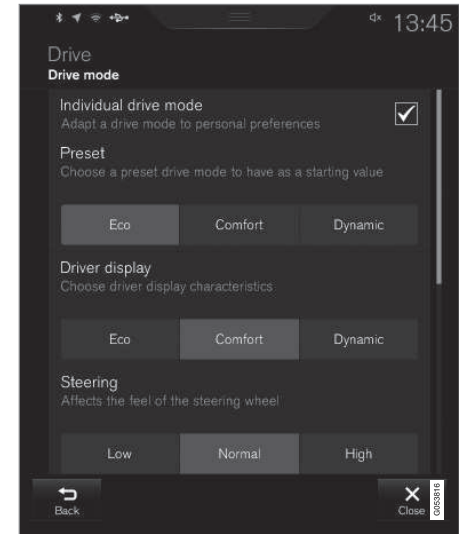 13:45
Drive
Drive mode
Individual drive mode
Adapt a drive mode to personal preferences
Preset
Choose a preset drive mode to have as a starting value
Eco Comfort Dynamic
Driver display
Choose driver display characteristics
Eco Comfort Dynamic
Steering
Affects the feel of the steering wheel
Low Normal High
Back Close
G053816